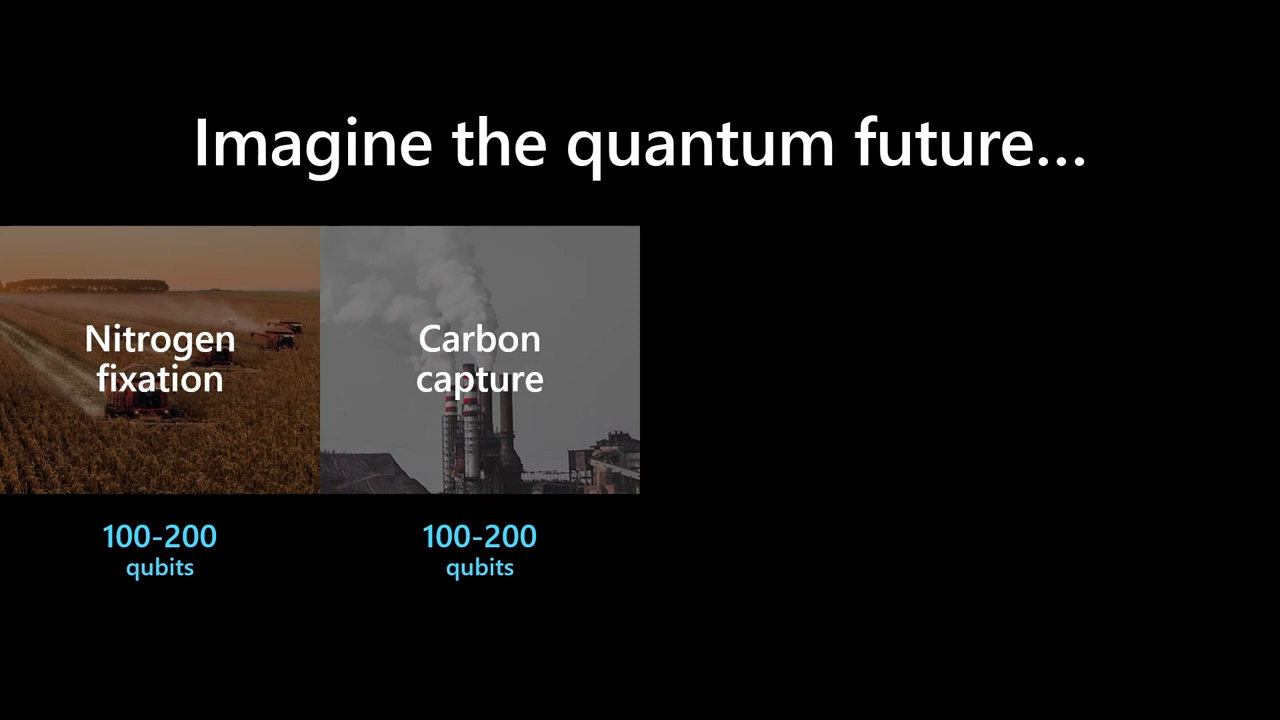 Imagine the quantum future...
Nitrogen
fixation
Carbon
capture
100-200
qubits
100-200
qubits